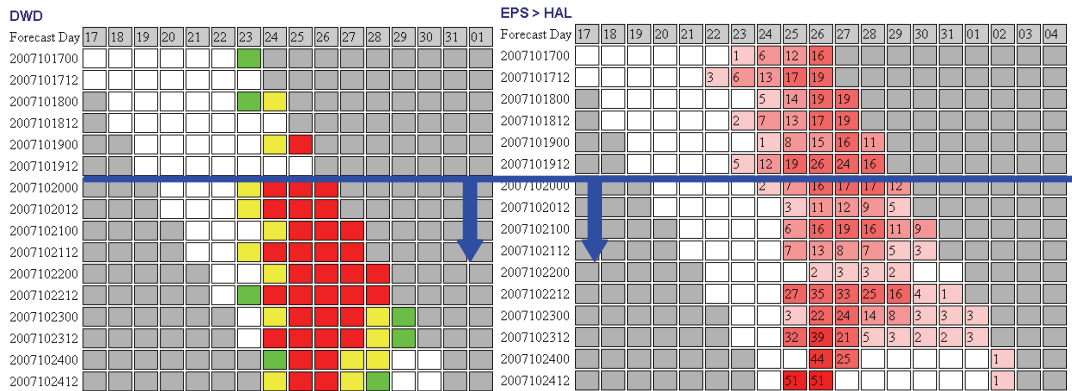 DWD
Forecast Day 17 18 19 20 21 22 23 24 25 26 27 28 29 30 31 01
2007101700
2007101712
2007101800
2007101812
2007101900
2007101912
2007102000
2007102012
2007102100
2007102112
2007102200
2007102212
2007102300
2007102312
2007102400
2007102412
EPS > HAL
Forecast Day 17 18 19 20 21 22 23 24 25 26 27 28 29 30 31 01 02 03 04
2007101700 1 6 12 16
2007101712 3 6 13 17 19
2007101800 5 14 19 19
2007101812 2 7 13 17 19
2007101900 1 8 15 16 11
2007101912 5 12 19 26 24 16
2007102000 2 7 16 17 17 12
2007102012 3 11 12 9 5
2007102100 6 16 19 16 11 9
2007102112 7 13 8 7 5 3
2007102200 2 3 3 2
2007102212 27 35 33 25 16 4 1
2007102300 3 22 24 14 8 3 3 3
2007102312 32 39 21 5 3 2 2 3
2007102400 44 25 1
2007102412 51 51 1